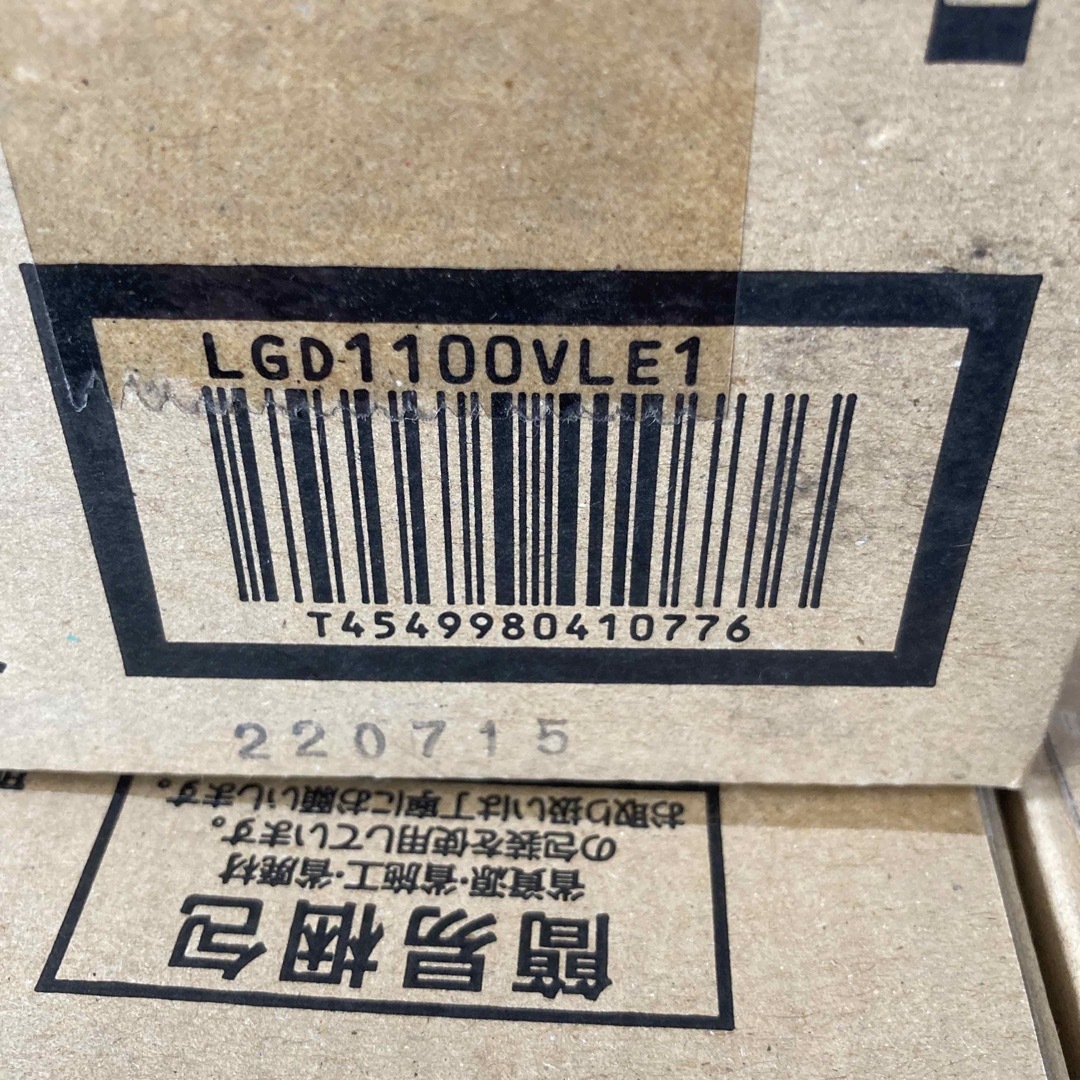 LGD1100VLE1
T4549980410776
220715
簡易梱包
省資源·省施工·省廃材
の包装を使用しています。
お取り扱いは丁寧にお願いします。